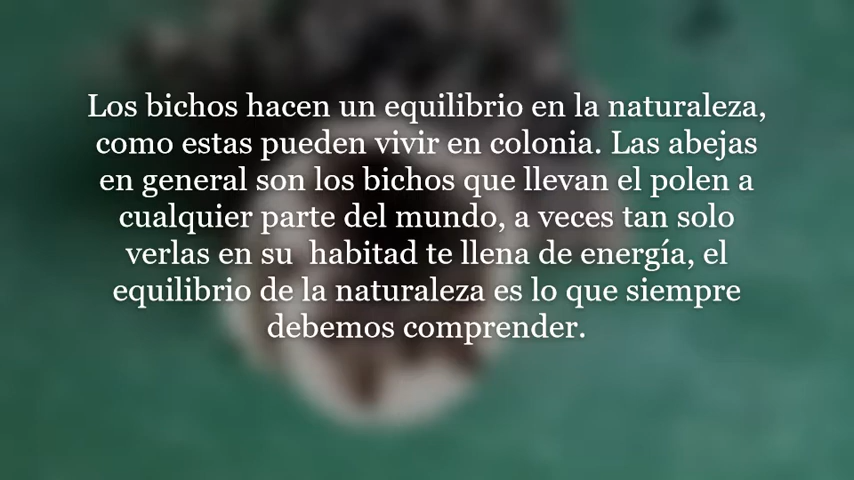 Los bichos hacen un equilibrio en la naturaleza,
como estas pueden vivir en colonia. Las abejas
en general son los bichos que llevan el polen a
cualquier parte del mundo, a veces tan solo
verlas en su  habitad te llena de energía, el
equilibrio de la naturaleza es lo que siempre
debemos comprender.